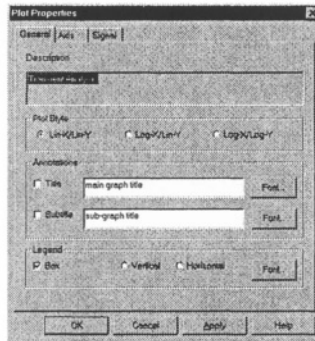 Plot Properties
General Axis Signal
Description
Plot Style
Lin-X/Lin-Y Log-X/Lin-Y Log-X/Log-Y
Annotations
Title main graph title Font...
Subtitle sub-graph title Font...
Legend
Box Vertical Horizontal Font...
OK Cancel Apply Help